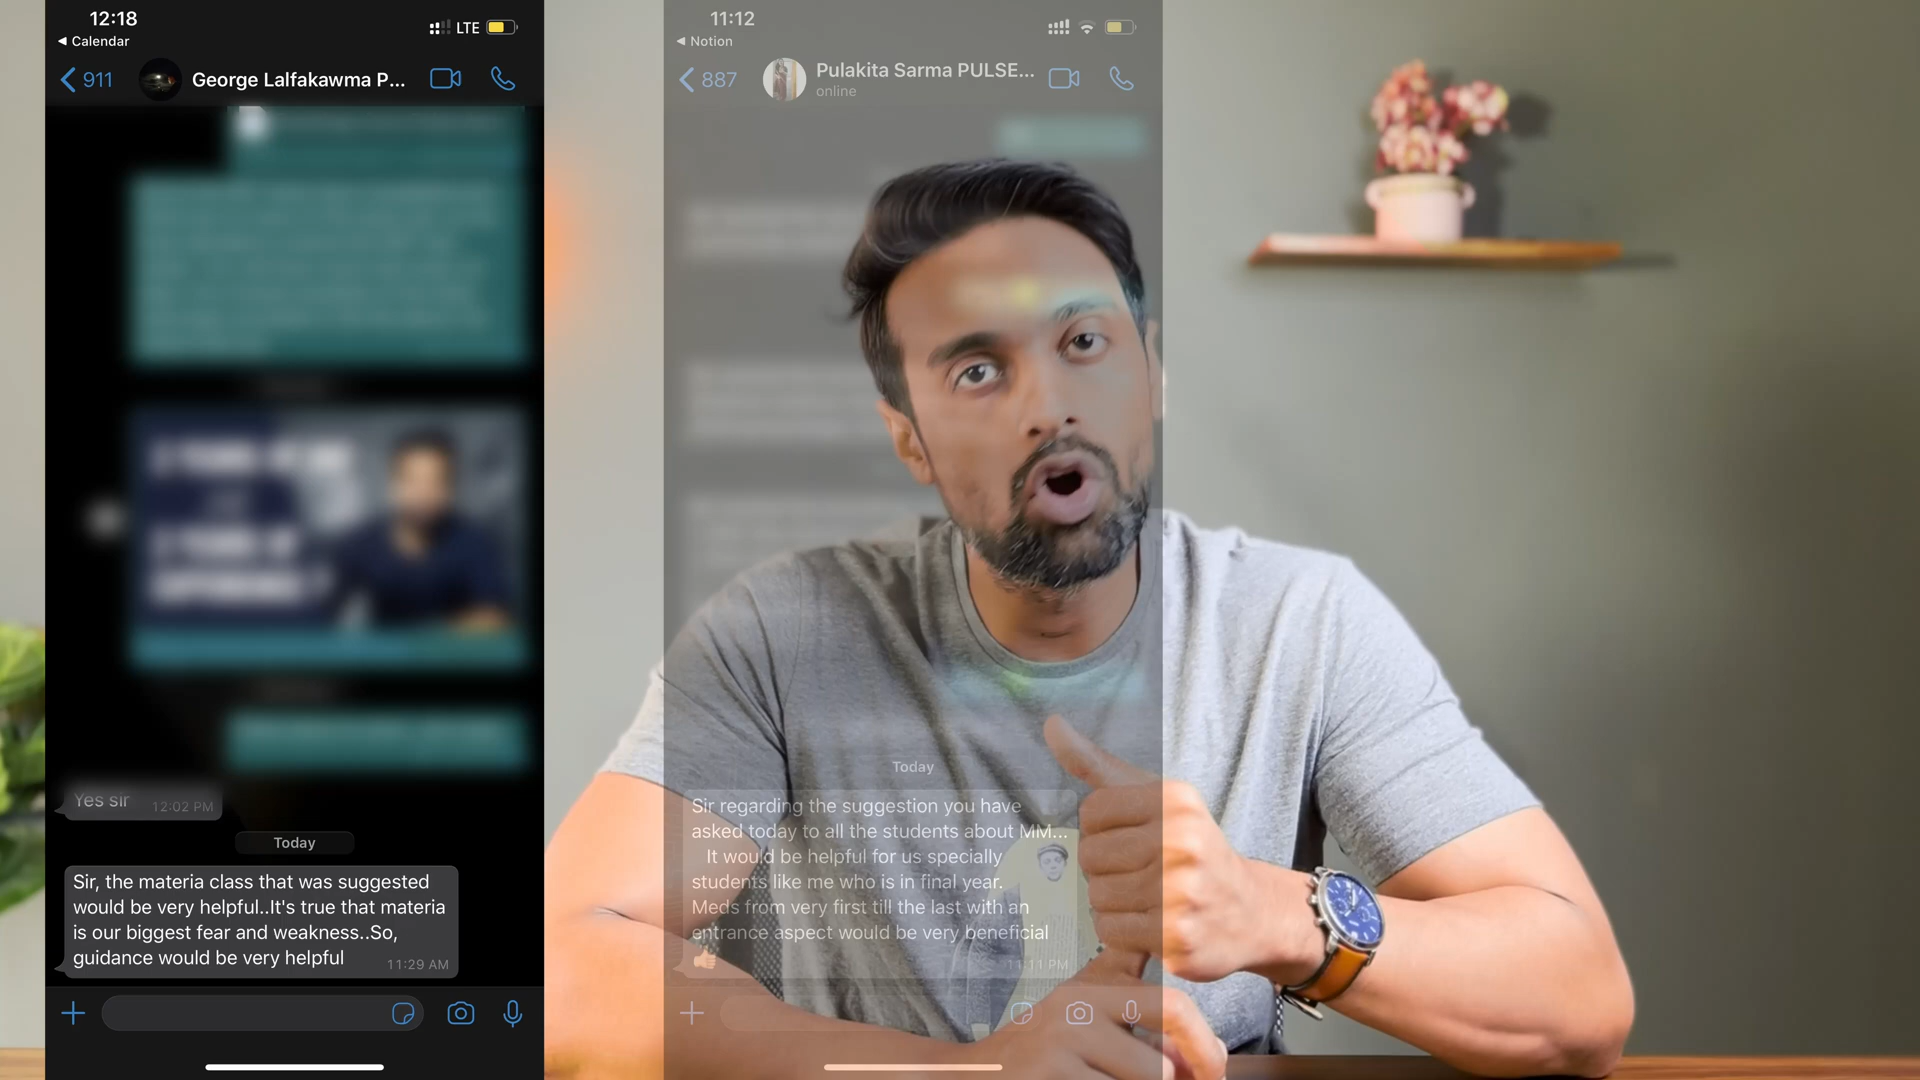 12:18
LTE
◀ Calendar
911
George Lalfakawma P...
Yes sir
12:02 PM
Today
Sir, the materia class that was suggested
would be very helpful..It's true that materia
is our biggest fear and weakness..So,
guidance would be very helpful
11:29 AM
11:12
◀ Notion
887
Pulakita Sarma PULSE...
online
Today
Sir regarding the suggestion you have
asked today to all the students about MM...
It would be helpful for us specially
students like me who is in final year.
Meds from very first till the last with an
entrance aspect would be very beneficial
👍
11:11 PM